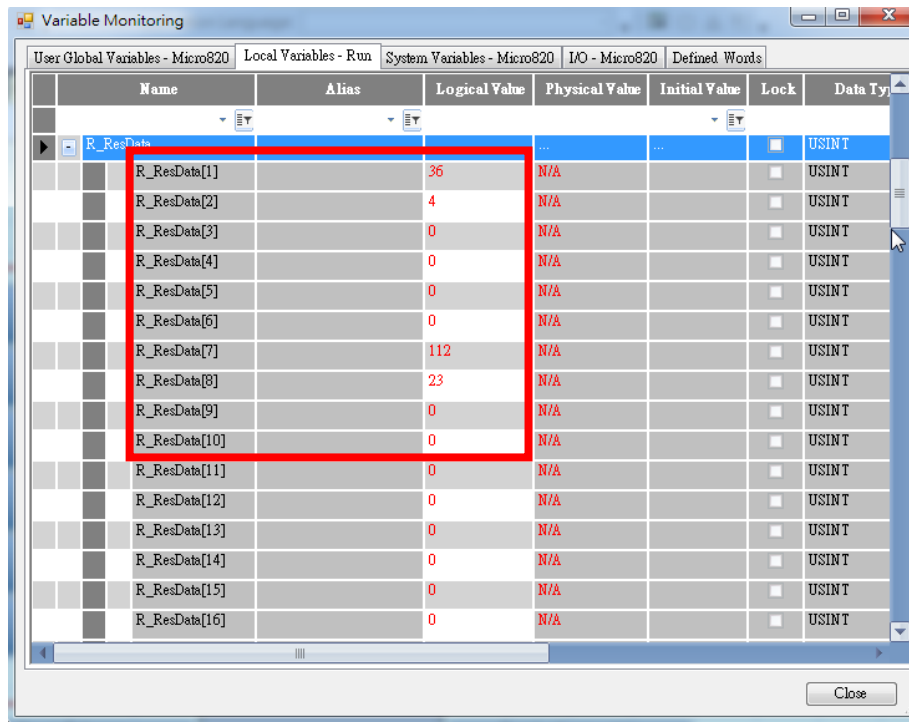 Variable Monitoring
User Global Variables - Micro820 Local Variables - Run System Variables - Micro820 I/O - Micro820 Defined Words
Name Alias Logical Value Physical Value Initial Value Lock Data Ty
R_ResData ... ... USINT
R_ResData[1] 36 N/A USINT
R_ResData[2] 4 N/A USINT
R_ResData[3] 0 N/A USINT
R_ResData[4] 0 N/A USINT
R_ResData[5] 0 N/A USINT
R_ResData[6] 0 N/A USINT
R_ResData[7] 112 N/A USINT
R_ResData[8] 23 N/A USINT
R_ResData[9] 0 N/A USINT
R_ResData[10] 0 N/A USINT
R_ResData[11] 0 N/A USINT
R_ResData[12] 0 N/A USINT
R_ResData[13] 0 N/A USINT
R_ResData[14] 0 N/A USINT
R_ResData[15] 0 N/A USINT
R_ResData[16] 0 N/A USINT
Close